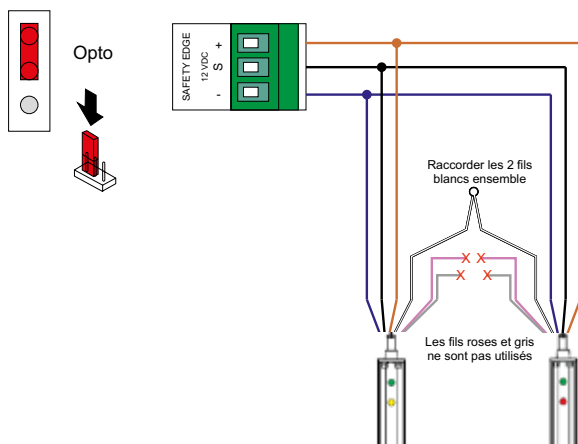 Opto
SAFETY EDGE
12 VDC
+
S
-
Raccorder les 2 fils
blancs ensemble
X X
X X
Les fils roses et gris
ne sont pas utilisés